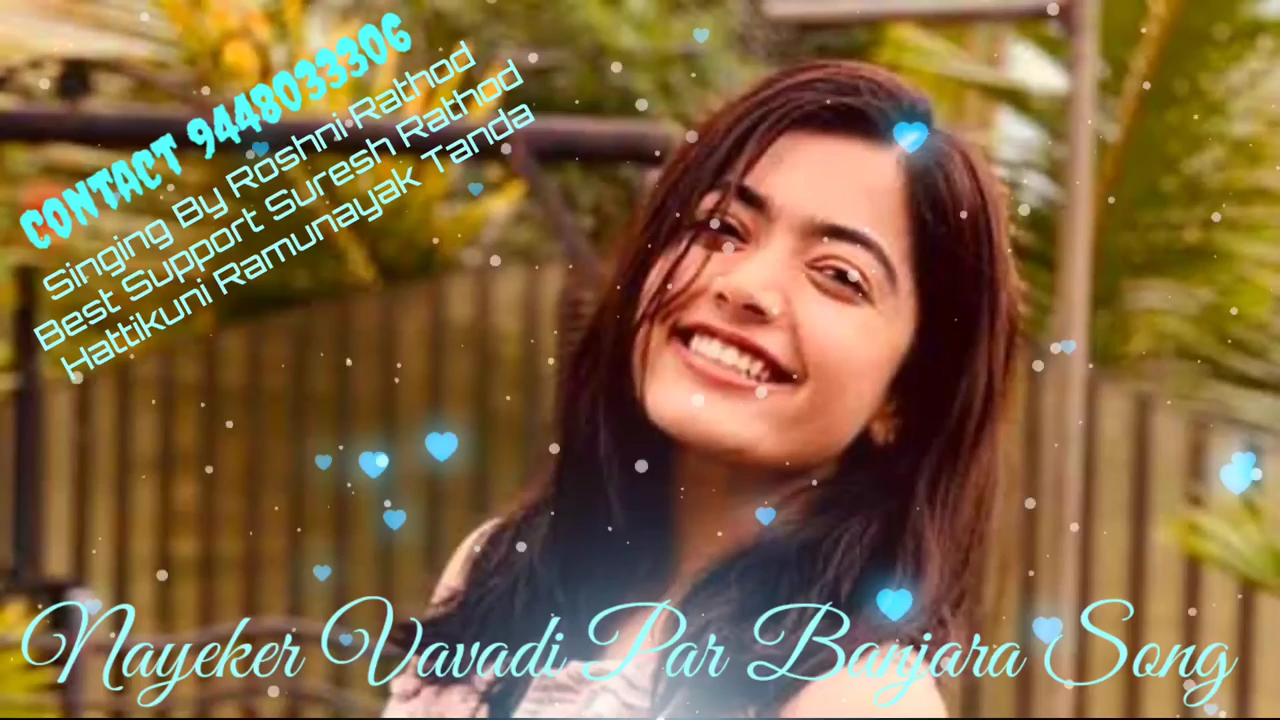 CONTACT 9448033306
Singing By Roshni Rathod
Best Support Suresh Rathod
Hattikuni Ramunayak Tanda
Nayeker Vavadi Par Banjara Song